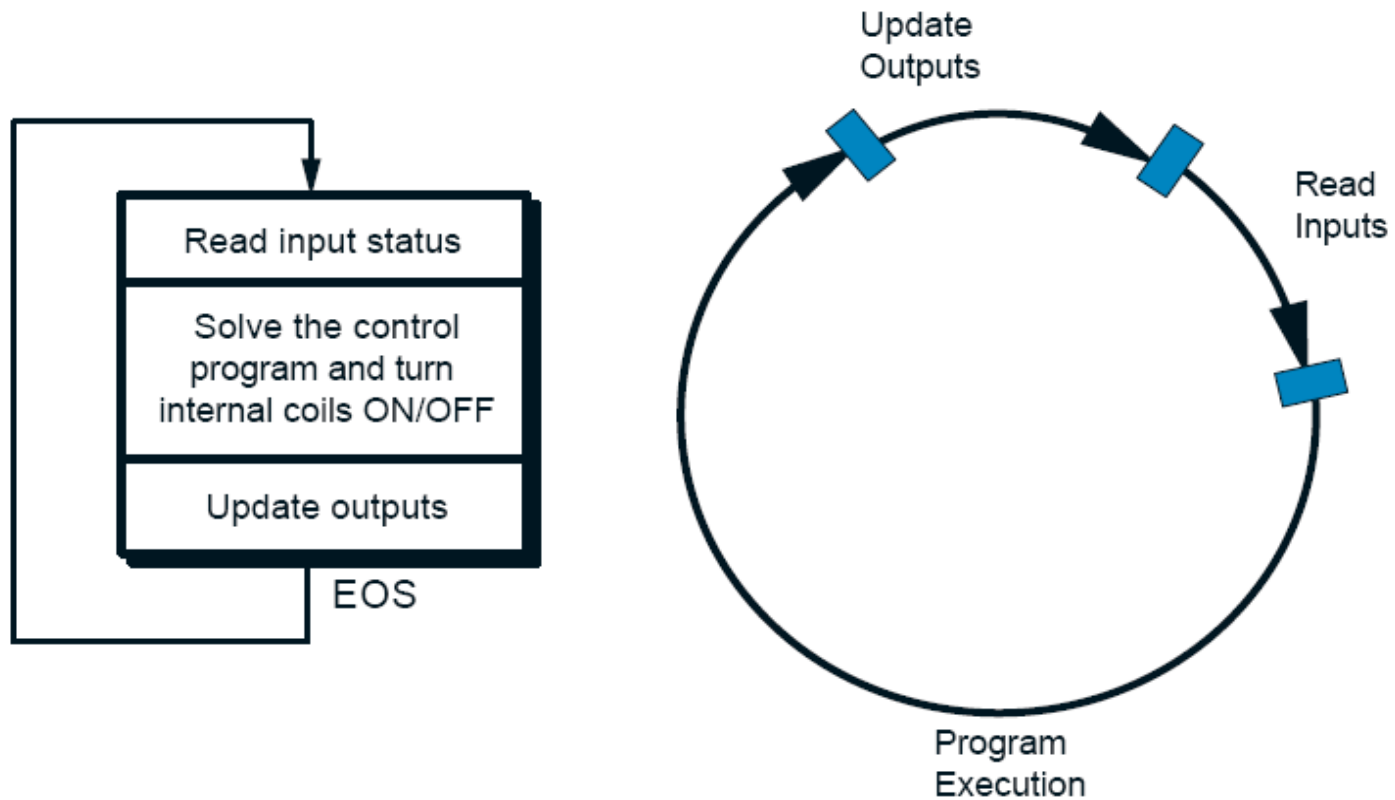 Read input status
Solve the control
program and turn
internal coils ON/OFF
Update outputs
EOS
Update
Outputs
Read
Inputs
Program
Execution